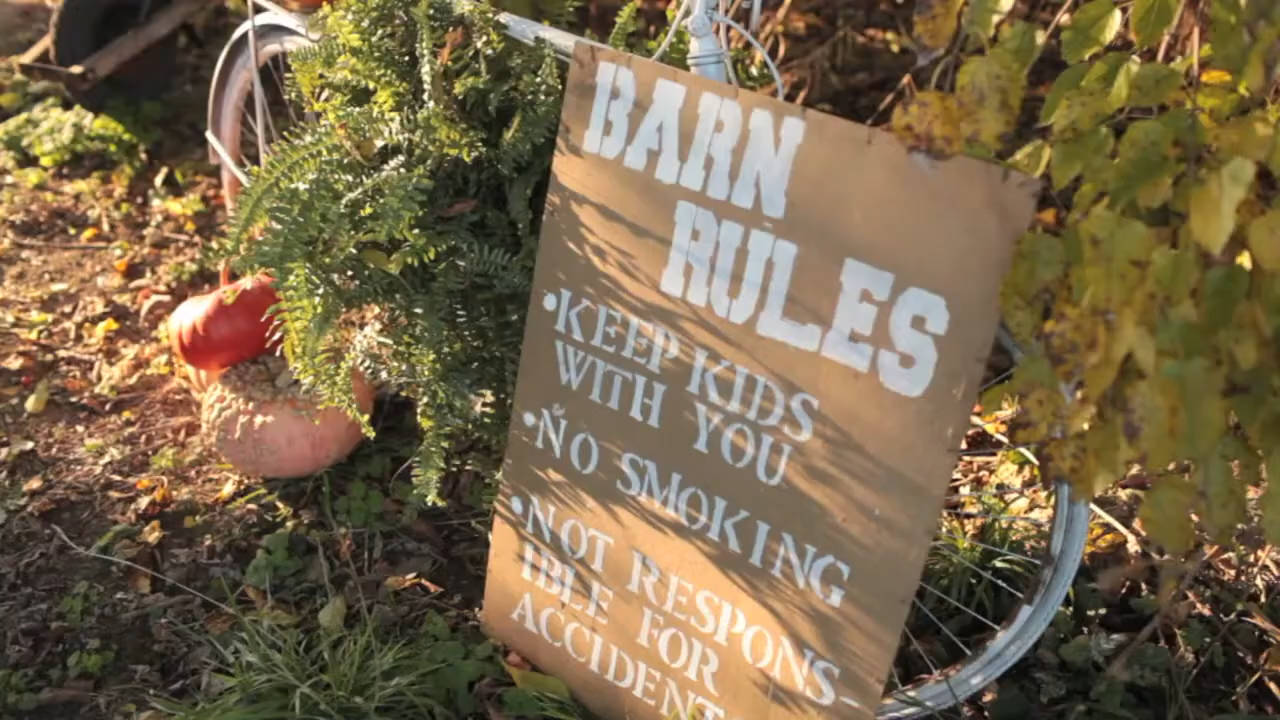 BARN
RULES
•KEEP KIDS
WITH YOU
•NO SMOKING
•NOT RESPONS-
IBLE FOR
ACCIDENT